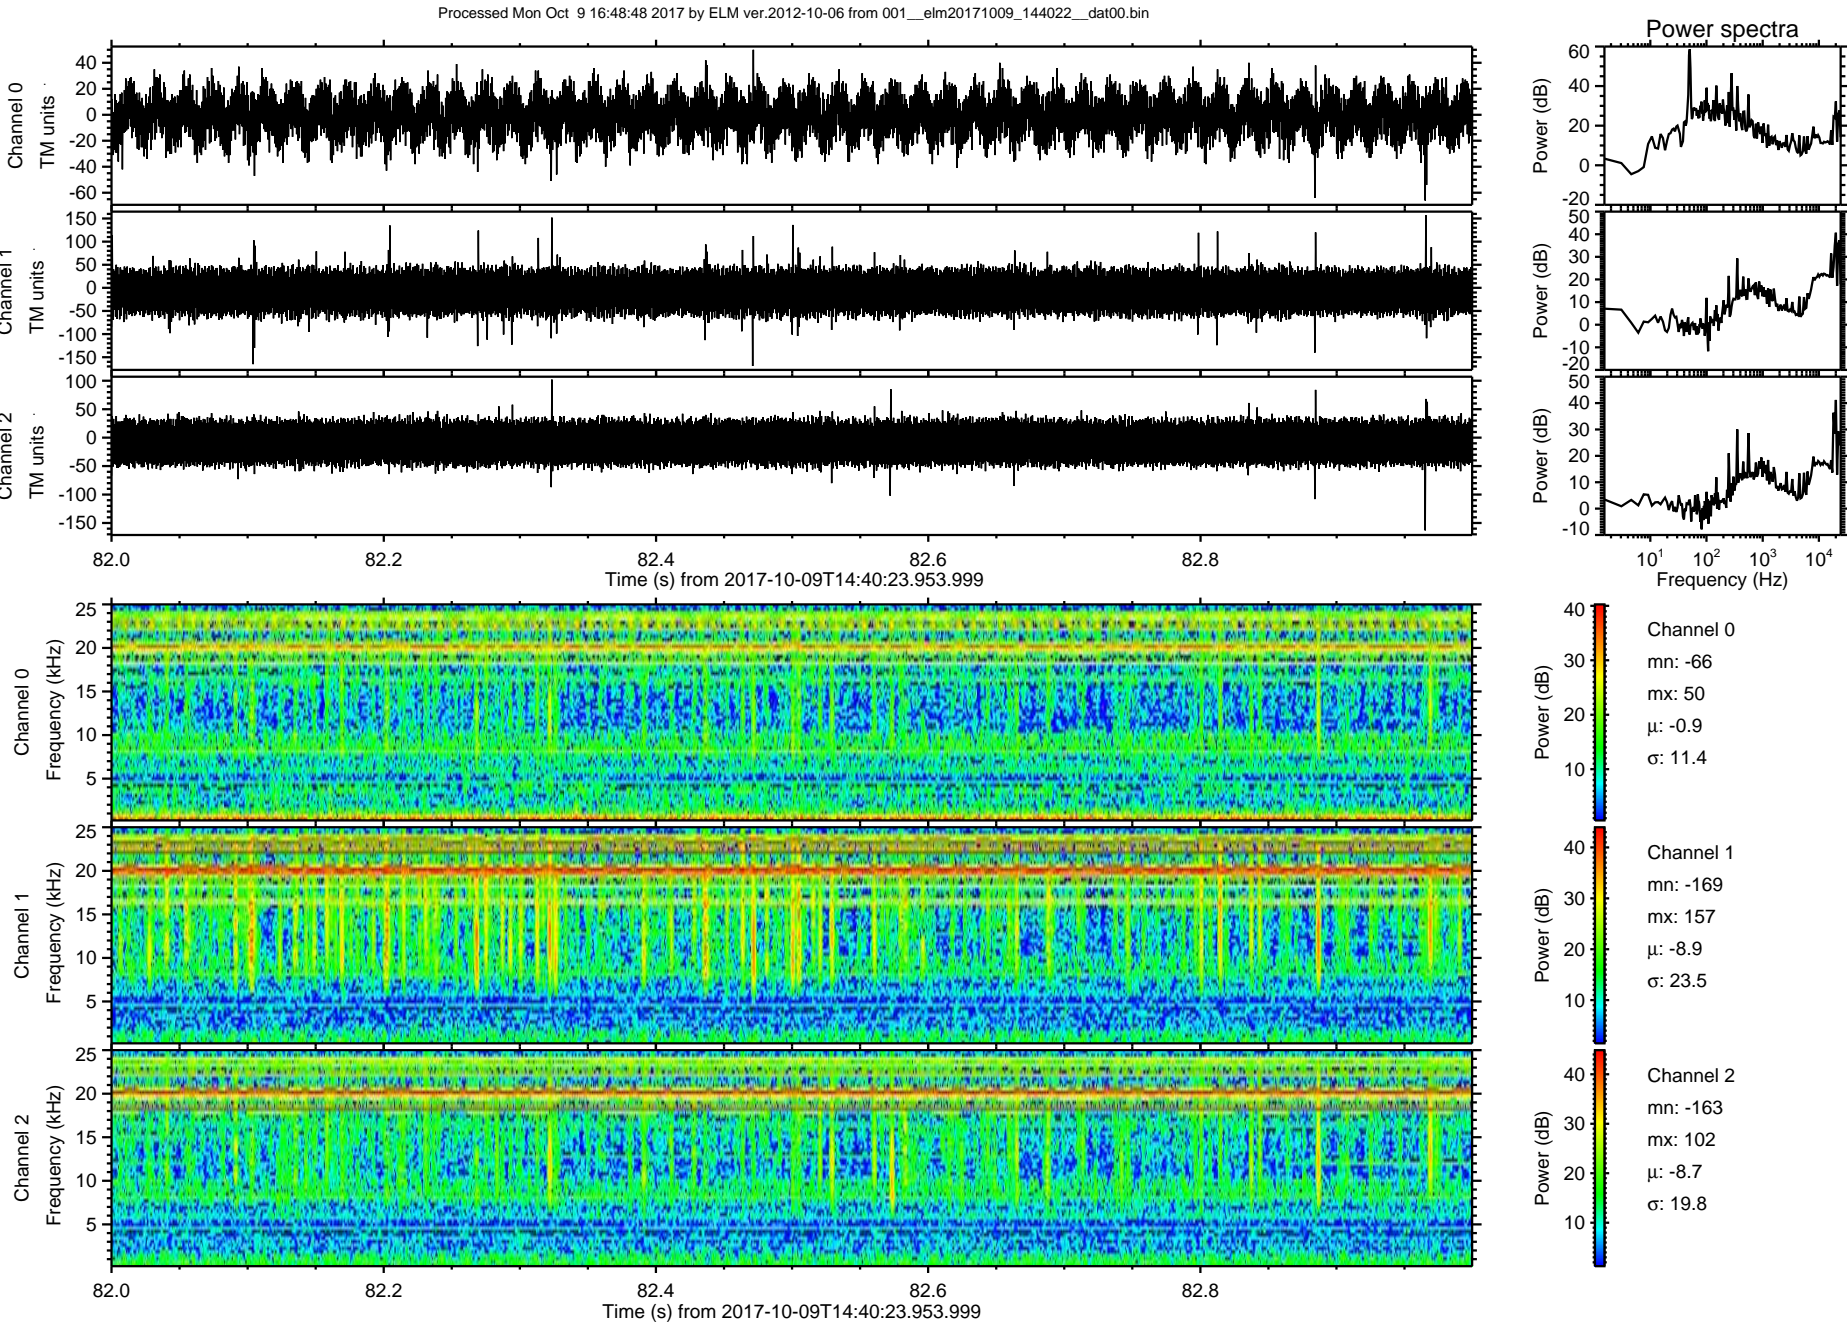 Processed Mon Oct  9 16:48:48 2017 by ELM ver.2012-10-06 from 001__elm20171009_144022__dat00.bin
Power spectra
Channel 0
TM units
40
20
0
-20
-40
-60
Power (dB)
60
40
20
0
-20
Channel 1
TM units
150
100
50
0
-50
-100
-150
Power (dB)
50
40
30
20
10
0
-10
-20
Channel 2
TM units
100
50
0
-50
-100
-150
Power (dB)
50
40
30
20
10
0
-10
82.0 82.2 82.4 82.6 82.8
Time (s) from 2017-10-09T14:40:23.953.999
10¹ 10² 10³ 10⁴
Frequency (Hz)
Channel 0
Frequency (kHz)
25
20
15
10
5
Power (dB)
40
30
20
10
Channel 0
mn: -66
mx: 50
μ: -0.9
σ: 11.4
Channel 1
Frequency (kHz)
25
20
15
10
5
Power (dB)
40
30
20
10
Channel 1
mn: -169
mx: 157
μ: -8.9
σ: 23.5
Channel 2
Frequency (kHz)
25
20
15
10
5
Power (dB)
40
30
20
10
Channel 2
mn: -163
mx: 102
μ: -8.7
σ: 19.8
82.0 82.2 82.4 82.6 82.8
Time (s) from 2017-10-09T14:40:23.953.999